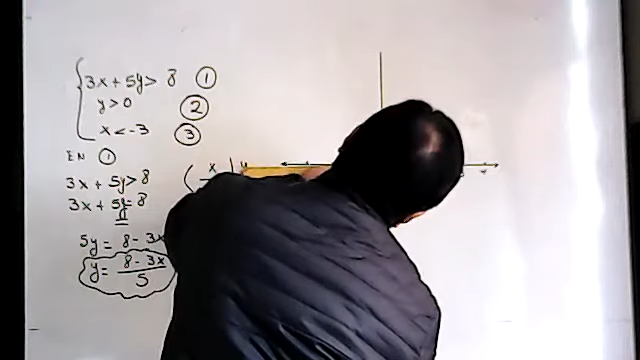 3x + 5y > 8 ①
y > 0 ②
x < -3 ③
EN ①
3x + 5y > 8
3x + 5y = 8
5y = 8 - 3x
y = 8 - 3x
5
x y
x